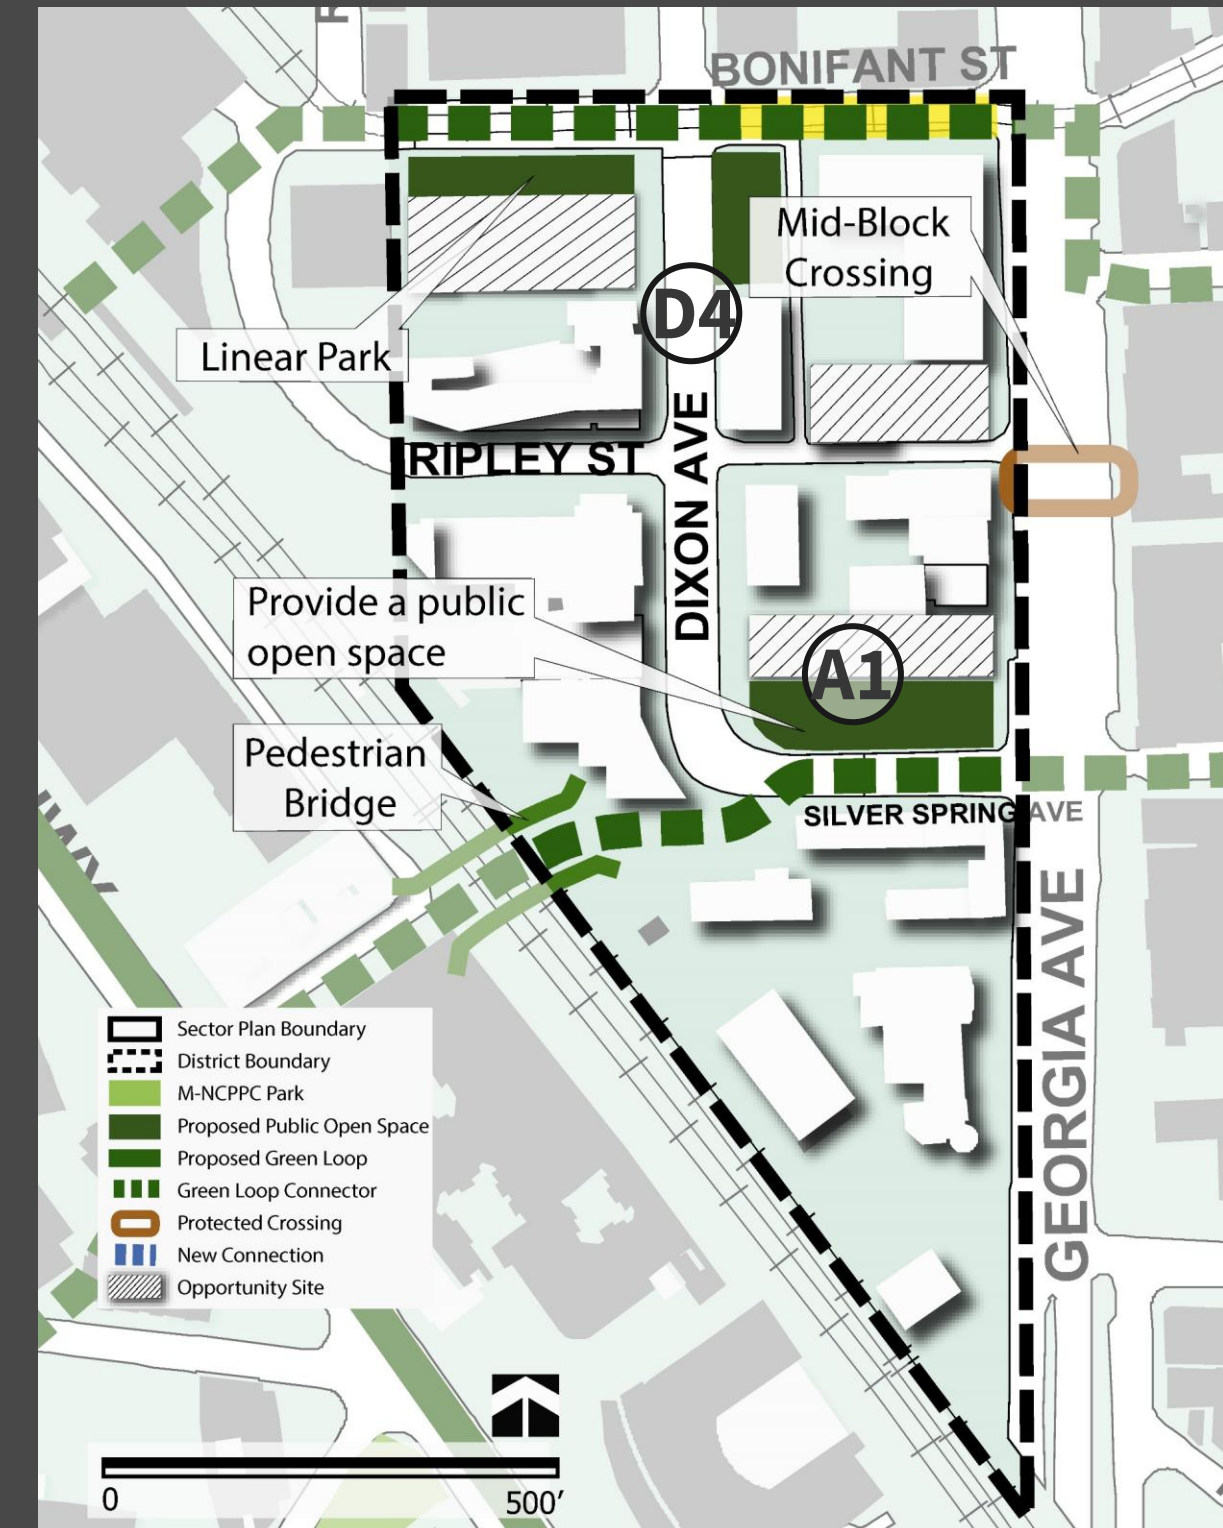 BONIFANT ST
Mid-Block
Crossing
D4
Linear Park
RIPLEY ST
DIXON AVE
Provide a public
open space
A1
Pedestrian
Bridge
SILVER SPRING AVE
GEORGIA AVE
Sector Plan Boundary
District Boundary
M-NCPPC Park
Proposed Public Open Space
Proposed Green Loop
Green Loop Connector
Protected Crossing
New Connection
Opportunity Site
0
500’